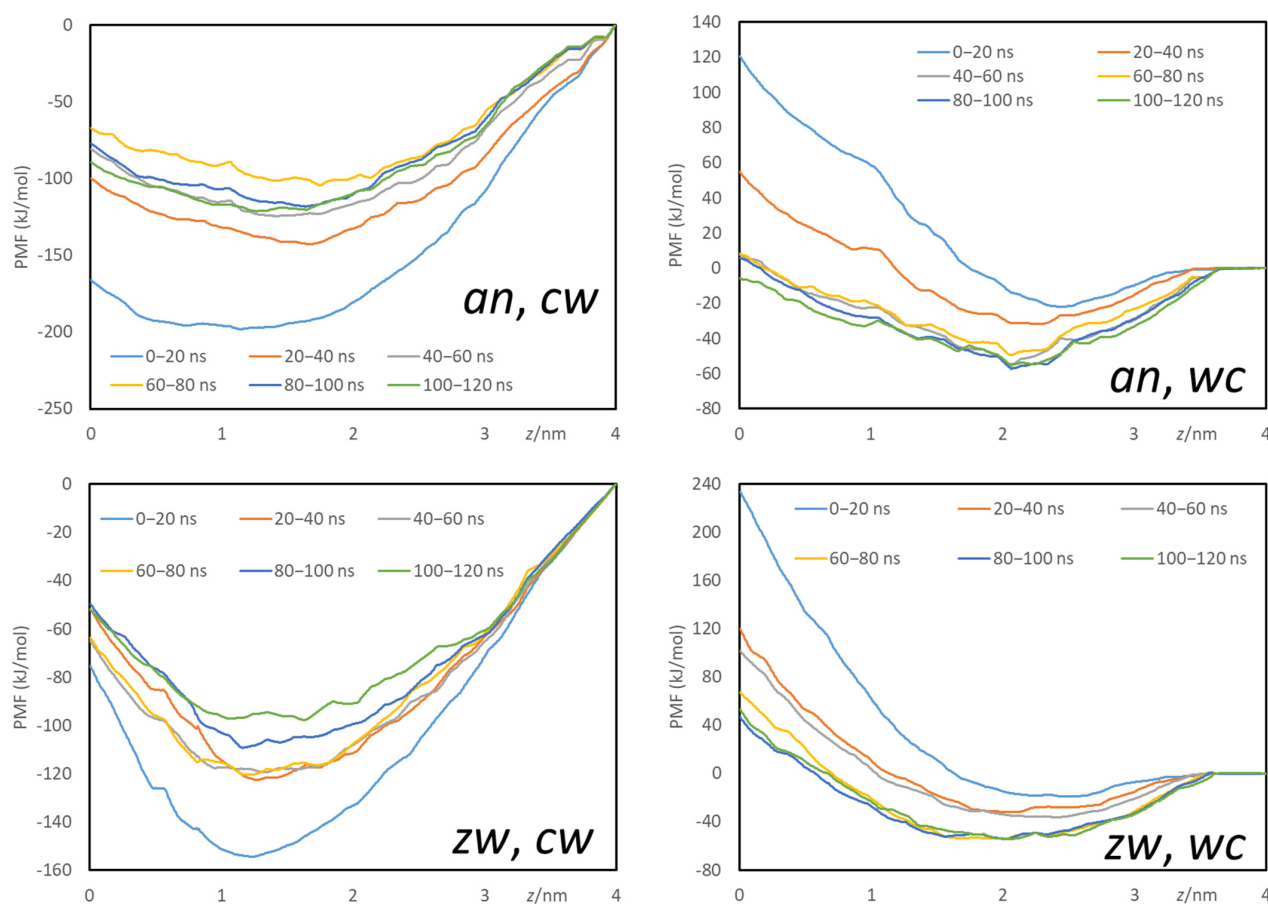 0
-50
-100
-150
-200
-250
PMF (kJ/mol)
an, cw
0–20 ns 20–40 ns 40–60 ns
60–80 ns 80–100 ns 100–120 ns
0 1 2 3 z/nm 4
140
120
100
80
60
40
20
0
-20
-40
-60
-80
PMF (kJ/mol)
0–20 ns 20–40 ns
40–60 ns 60–80 ns
80–100 ns 100–120 ns
an, wc
0 1 2 3 z/nm 4
0
-20
-40
-60
-80
-100
-120
-140
-160
PMF (kJ/mol)
0–20 ns 20–40 ns 40–60 ns
60–80 ns 80–100 ns 100–120 ns
zw, cw
0 1 2 3 z/nm 4
240
200
160
120
80
40
0
-40
-80
PMF (kJ/mol)
0–20 ns 20–40 ns 40–60 ns
60–80 ns 80–100 ns 100–120 ns
zw, wc
0 1 2 3 z/nm 4